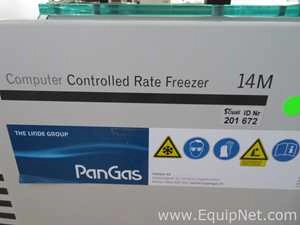 Computer Controlled Rate Freezer 14M
ID Nr
201 672
THE LINDE GROUP
PanGas
www.EquipNet.com